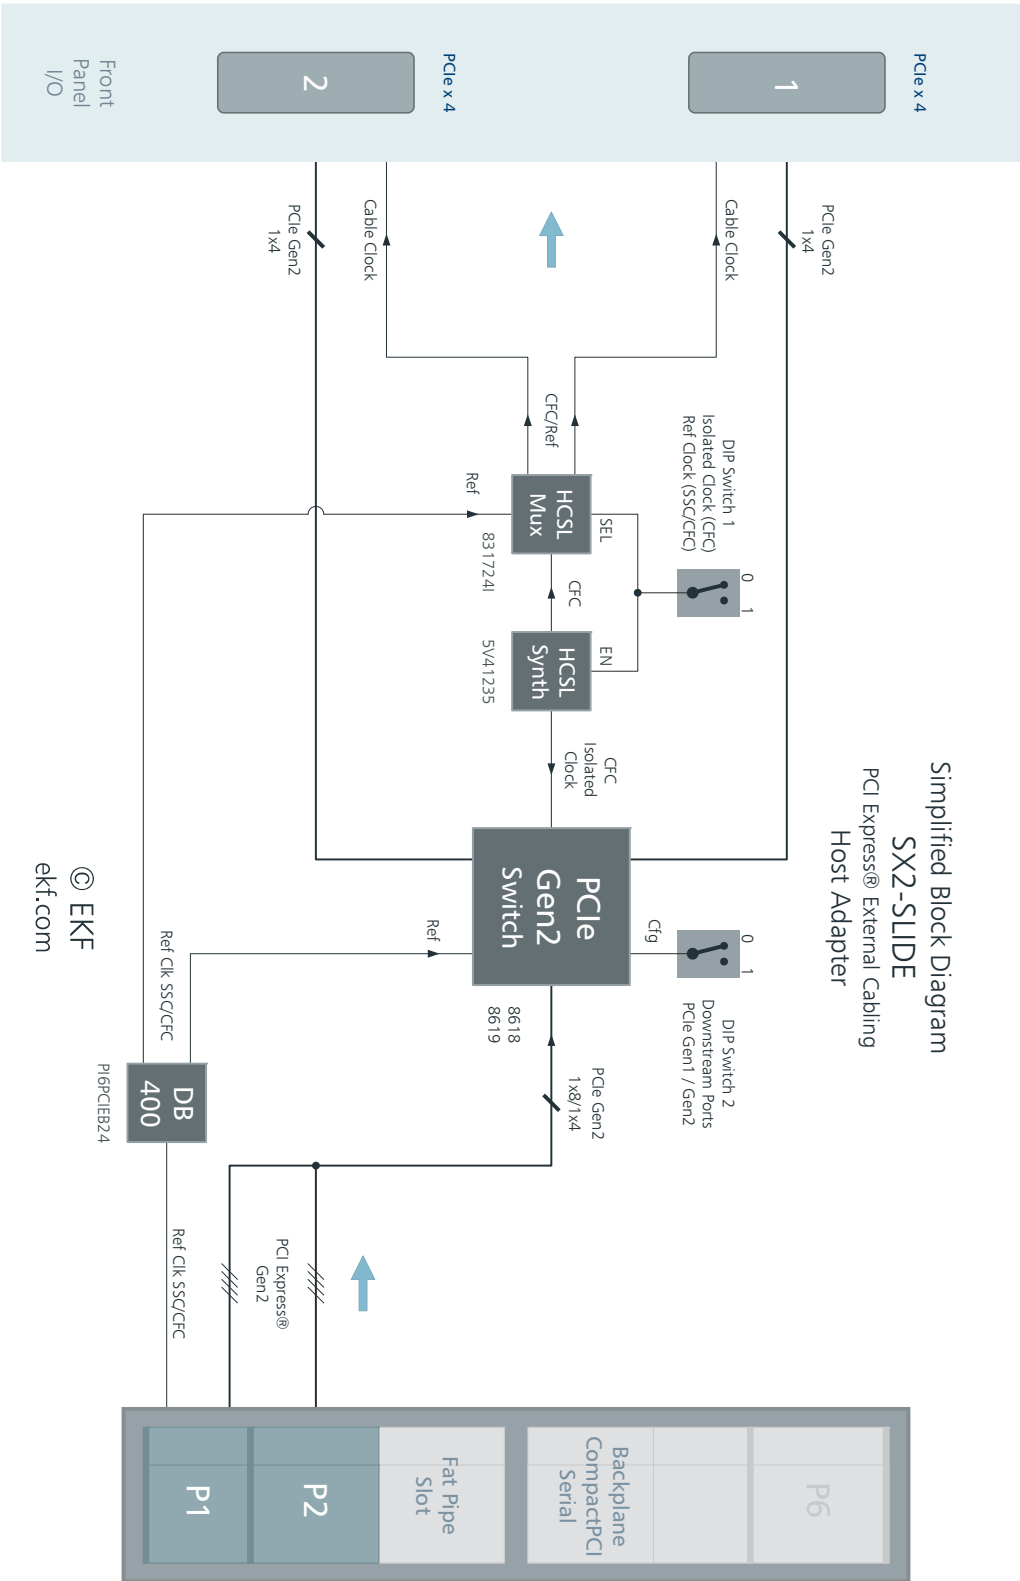 Simplified Block Diagram
SX2-SLIDE
PCI Express® External Cabling
Host Adapter
PCIe x 4
1
PCIe x 4
2
Front
Panel
I/O
PCIe Gen2
1x4
Cable Clock
Cable Clock
PCIe Gen2
1x4
DIP Switch 1
Isolated Clock (CFC)
Ref Clock (SSC/CFC)
0
1
CFC/Ref
SEL
HCSL
Mux
831724I
Ref
CFC
EN
HCSL
Synth
5V41235
CFC
Isolated
Clock
0
1
DIP Switch 2
Downstream Ports
PCIe Gen1 / Gen2
Cfg
PCIe
Gen2
Switch
8618
8619
Ref
PCIe Gen2
1x8/1x4
Ref Clk SSC/CFC
DB
400
PI6PCIEB24
Ref Clk SSC/CFC
PCI Express®
Gen2
© EKF
ekf.com
P6
Backplane
CompactPCI
Serial
Fat Pipe
Slot
P2
P1